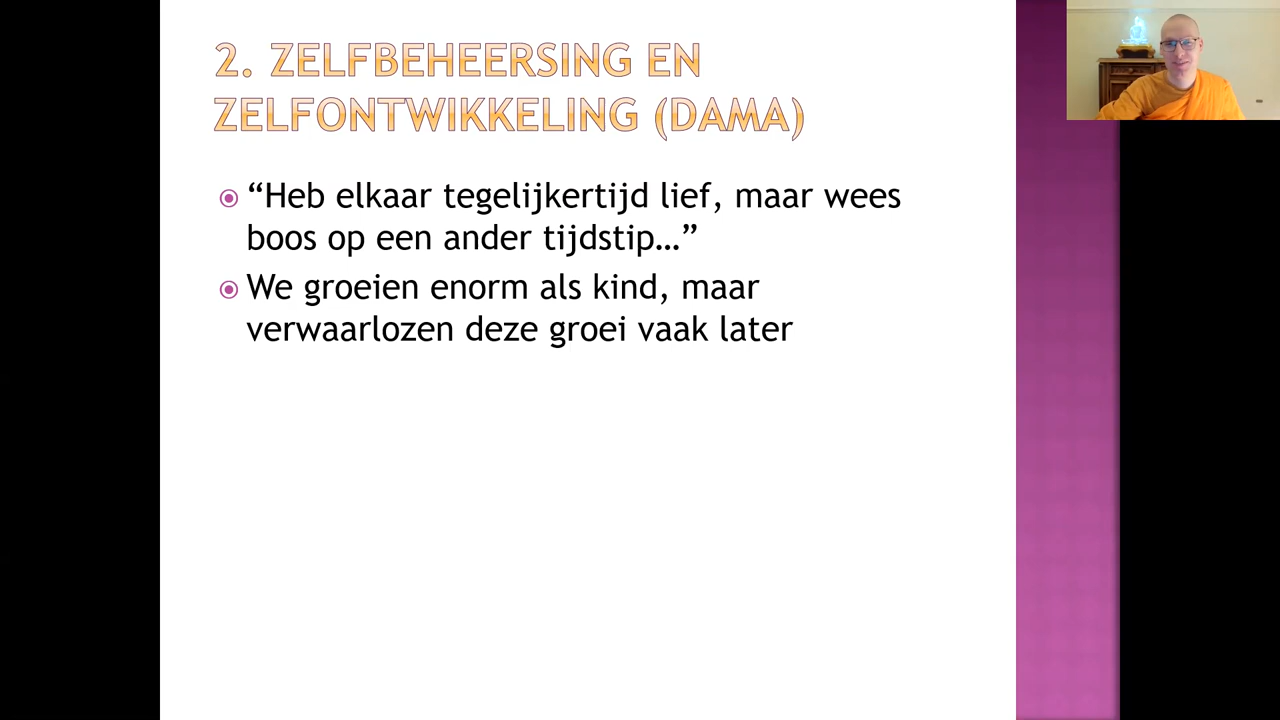 2. ZELFBEHEERSING EN
ZELFONTWIKKELING (DAMA)
“Heb elkaar tegelijkertijd lief, maar wees
boos op een ander tijdstip…”
We groeien enorm als kind, maar
verwaarlozen deze groei vaak later